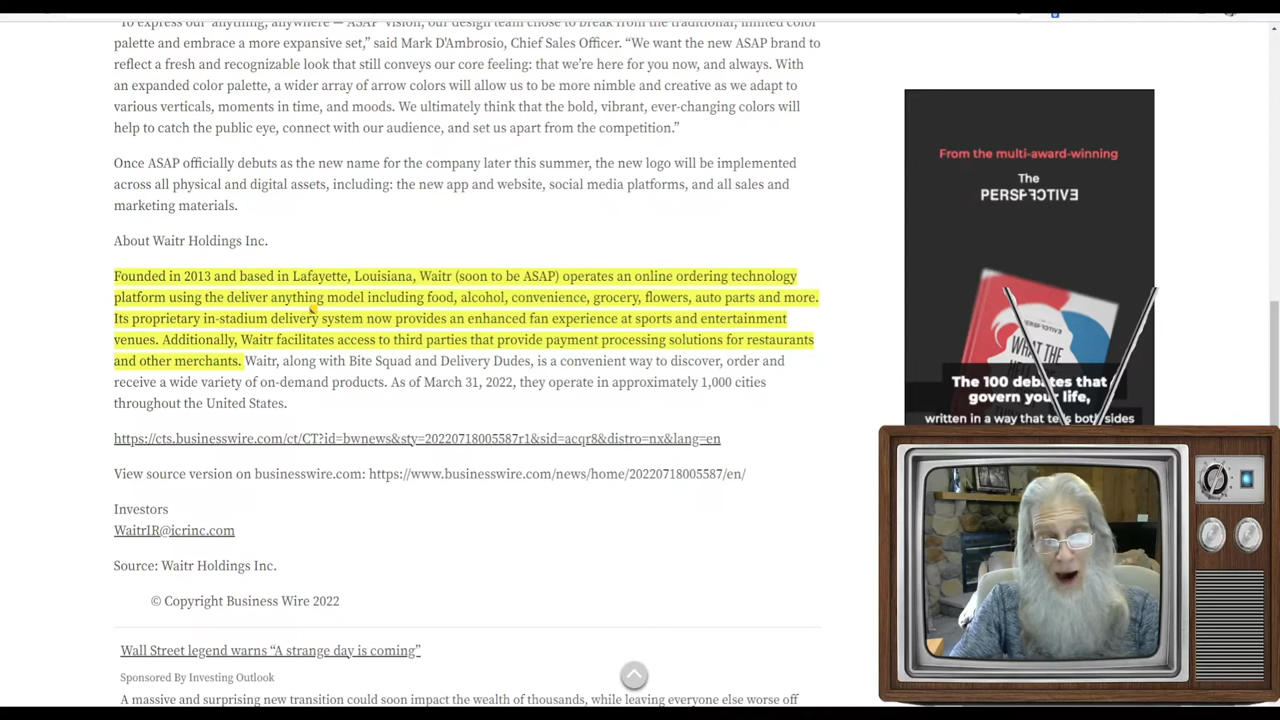 To express our "anything, anywhere — ASAP" vision, our design team chose to break from the traditional, limited color
palette and embrace a more expansive set,” said Mark D'Ambrosio, Chief Sales Officer. “We want the new ASAP brand to
reflect a fresh and recognizable look that still conveys our core feeling: that we’re here for you now, and always. With
an expanded color palette, a wider array of arrow colors will allow us to be more nimble and creative as we adapt to
various verticals, moments in time, and moods. We ultimately think that the bold, vibrant, ever-changing colors will
help to catch the public eye, connect with our audience, and set us apart from the competition.”
Once ASAP officially debuts as the new name for the company later this summer, the new logo will be implemented
across all physical and digital assets, including: the new app and website, social media platforms, and all sales and
marketing materials.
About Waitr Holdings Inc.
Founded in 2013 and based in Lafayette, Louisiana, Waitr (soon to be ASAP) operates an online ordering technology
platform using the deliver anything model including food, alcohol, convenience, grocery, flowers, auto parts and more.
Its proprietary in-stadium delivery system now provides an enhanced fan experience at sports and entertainment
venues. Additionally, Waitr facilitates access to third parties that provide payment processing solutions for restaurants
and other merchants. Waitr, along with Bite Squad and Delivery Dudes, is a convenient way to discover, order and
receive a wide variety of on-demand products. As of March 31, 2022, they operate in approximately 1,000 cities
throughout the United States.
https://cts.businesswire.com/ct/CT?id=bwnews&sty=20220718005587r1&sid=acqr8&distro=nx&lang=en
View source version on businesswire.com: https://www.businesswire.com/news/home/20220718005587/en/
Investors
WaitrIR@icrinc.com
Source: Waitr Holdings Inc.
© Copyright Business Wire 2022
Wall Street legend warns “A strange day is coming”
Sponsored By Investing Outlook
A massive and surprising new transition could soon impact the wealth of thousands, while leaving everyone else worse off
From the multi-award-winning
The
PERSPECTIVE
PERSPECTIVE
WHAT THE
The 100 debates that
govern your life,
written in a way that tells both sides